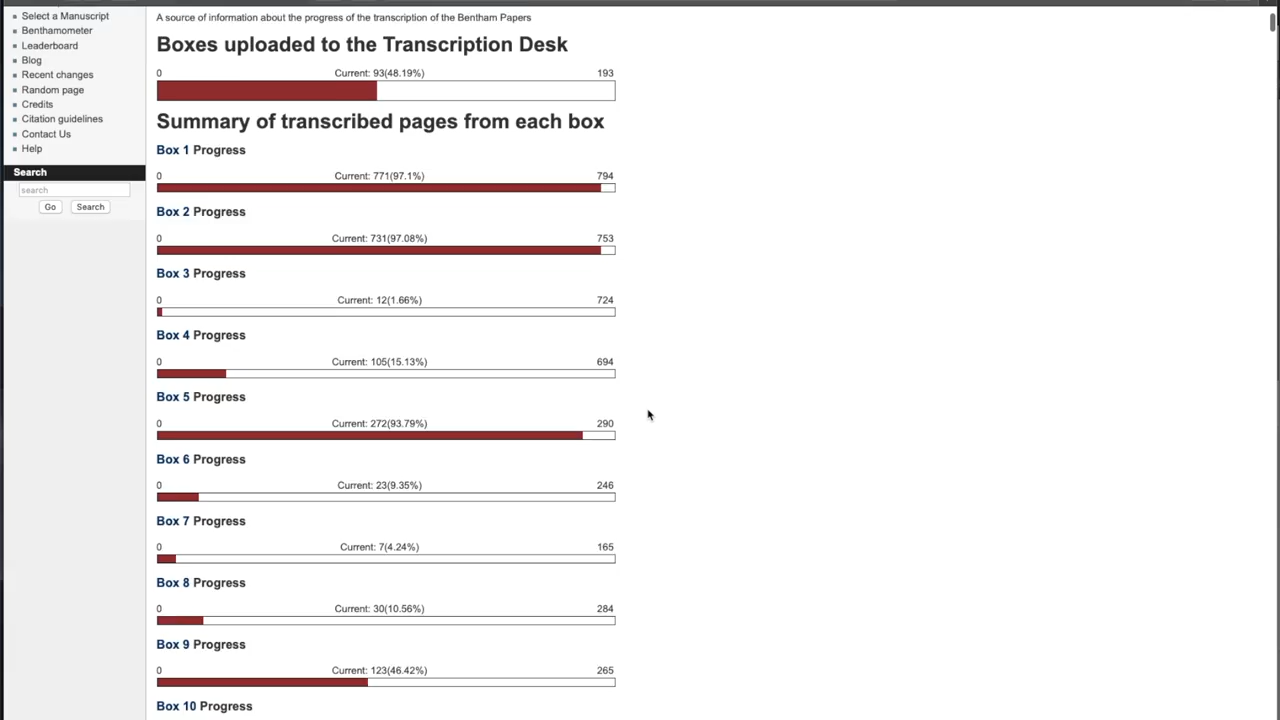 Select a Manuscript
Benthamometer
Leaderboard
Blog
Recent changes
Random page
Credits
Citation guidelines
Contact Us
Help
Search
search
Go Search
A source of information about the progress of the transcription of the Bentham Papers
Boxes uploaded to the Transcription Desk
0 Current: 93(48.19%) 193
Summary of transcribed pages from each box
Box 1 Progress
0 Current: 771(97.1%) 794
Box 2 Progress
0 Current: 731(97.08%) 753
Box 3 Progress
0 Current: 12(1.66%) 724
Box 4 Progress
0 Current: 105(15.13%) 694
Box 5 Progress
0 Current: 272(93.79%) 290
Box 6 Progress
0 Current: 23(9.35%) 246
Box 7 Progress
0 Current: 7(4.24%) 165
Box 8 Progress
0 Current: 30(10.56%) 284
Box 9 Progress
0 Current: 123(46.42%) 265
Box 10 Progress